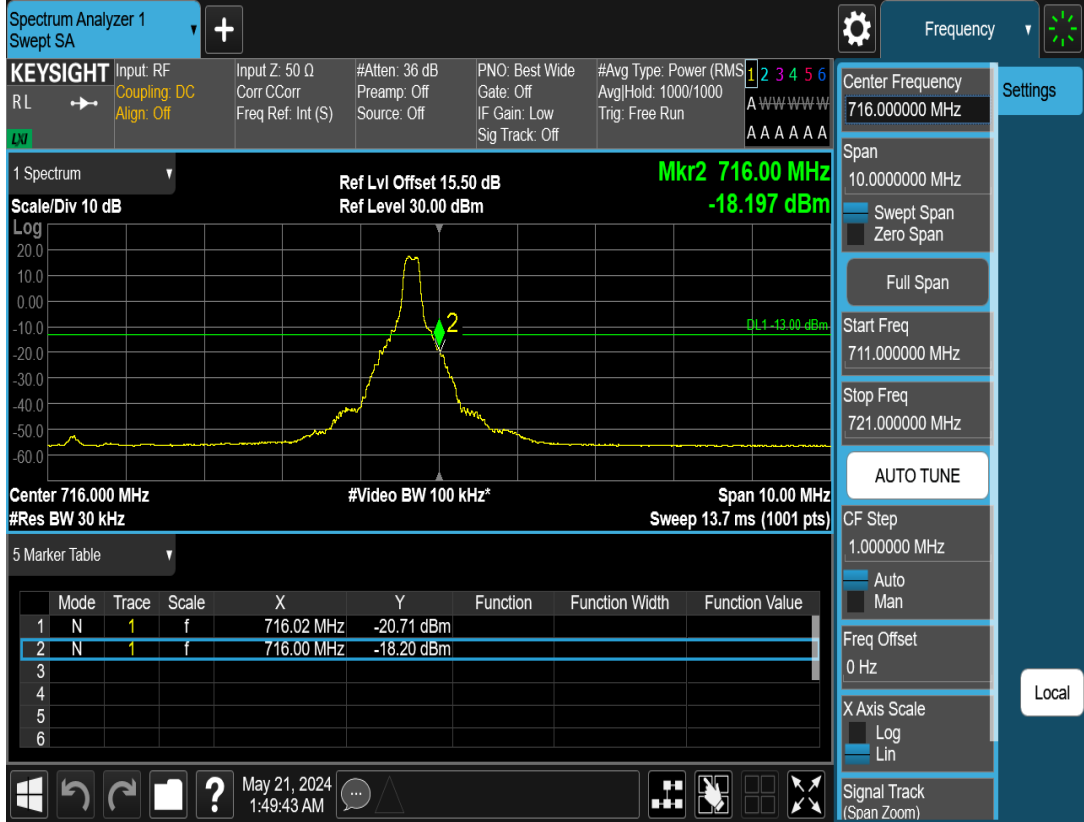 Spectrum Analyzer 1
Swept SA
Frequency
KEYSIGHT
RL
LXI
Input: RF
Coupling: DC
Align: Off
Input Z: 50 Ω
Corr CCorr
Freq Ref: Int (S)
#Atten: 36 dB
Preamp: Off
Source: Off
PNO: Best Wide
Gate: Off
IF Gain: Low
Sig Track: Off
#Avg Type: Power (RMS
Avg|Hold: 1000/1000
Trig: Free Run
1 2 3 4 5 6
A W W W W W
A A A A A A
1 Spectrum
Scale/Div 10 dB
Ref Lvl Offset 15.50 dB
Ref Level 30.00 dBm
Mkr2 716.00 MHz
-18.197 dBm
Log
20.0
10.0
0.00
-10.0
-20.0
-30.0
-40.0
-50.0
-60.0
2
DL1 -13.00 dBm
Center 716.000 MHz
#Video BW 100 kHz*
Span 10.00 MHz
#Res BW 30 kHz
Sweep 13.7 ms (1001 pts)
5 Marker Table
Mode Trace Scale X Y Function Function Width Function Value
1 N 1 f 716.02 MHz -20.71 dBm
2 N 1 f 716.00 MHz -18.20 dBm
3
4
5
6
May 21, 2024
1:49:43 AM
Center Frequency
716.000000 MHz
Span
10.0000000 MHz
Swept Span
Zero Span
Full Span
Start Freq
711.000000 MHz
Stop Freq
721.000000 MHz
AUTO TUNE
CF Step
1.000000 MHz
Auto
Man
Freq Offset
0 Hz
X Axis Scale
Log
Lin
Signal Track
(Span Zoom)
Settings
Local